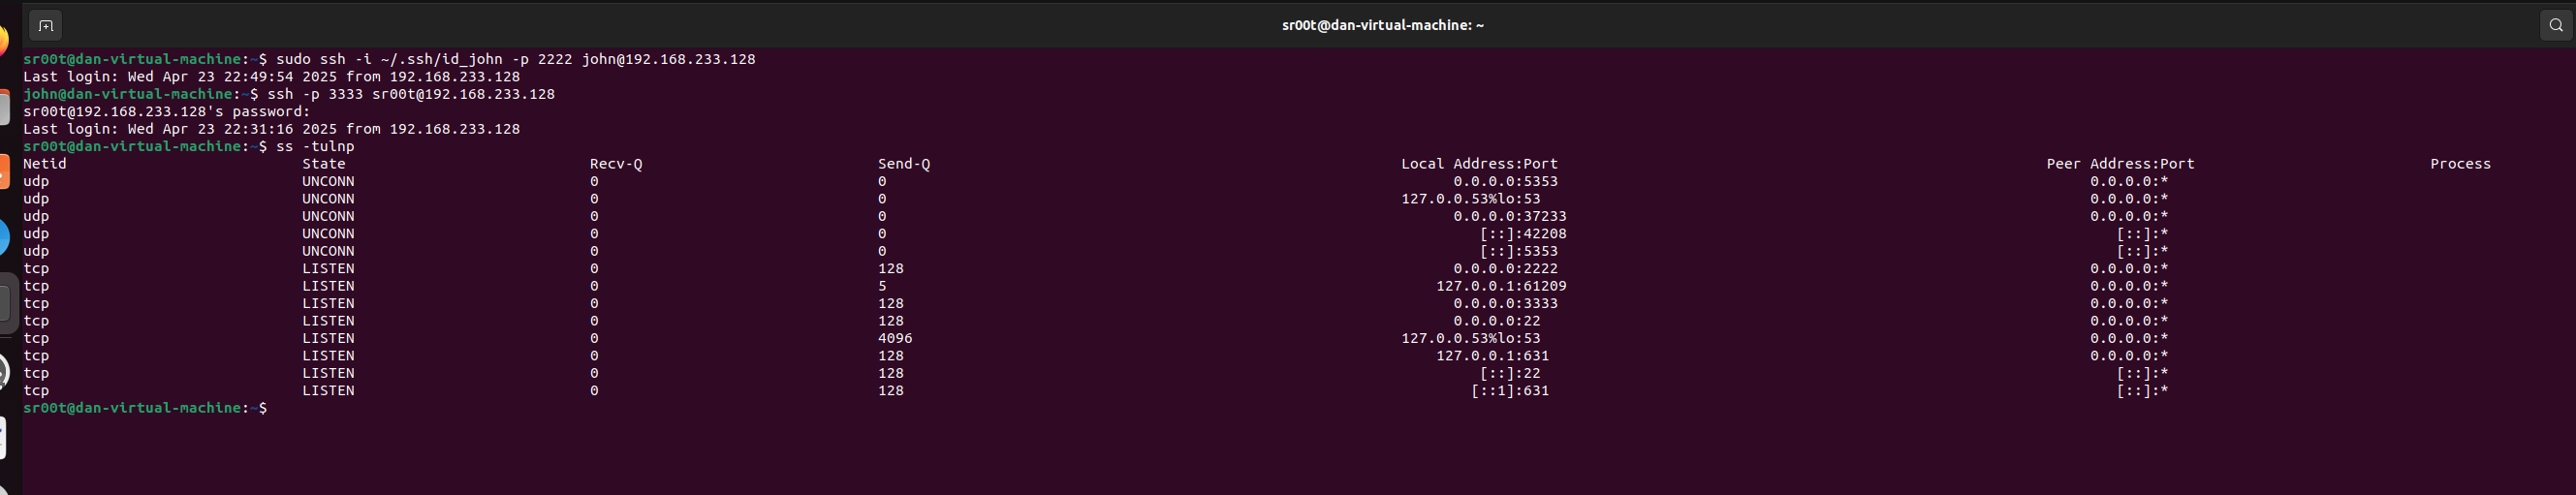 sr00t@dan-virtual-machine: ~
sr00t@dan-virtual-machine:~$ sudo ssh -i ~/.ssh/id_john -p 2222 john@192.168.233.128
Last login: Wed Apr 23 22:49:54 2025 from 192.168.233.128
john@dan-virtual-machine:~$ ssh -p 3333 sr00t@192.168.233.128
sr00t@192.168.233.128's password:
Last login: Wed Apr 23 22:31:16 2025 from 192.168.233.128
sr00t@dan-virtual-machine:~$ ss -tulnp
Netid State Recv-Q Send-Q Local Address:Port Peer Address:Port Process
udp UNCONN 0 0 0.0.0.0:5353 0.0.0.0:*
udp UNCONN 0 0 127.0.0.53%lo:53 0.0.0.0:*
udp UNCONN 0 0 0.0.0.0:37233 0.0.0.0:*
udp UNCONN 0 0 [::]:42208 [::]:*
udp UNCONN 0 0 [::]:5353 [::]:*
tcp LISTEN 0 128 0.0.0.0:2222 0.0.0.0:*
tcp LISTEN 0 5 127.0.0.1:61209 0.0.0.0:*
tcp LISTEN 0 128 0.0.0.0:3333 0.0.0.0:*
tcp LISTEN 0 128 0.0.0.0:22 0.0.0.0:*
tcp LISTEN 0 4096 127.0.0.53%lo:53 0.0.0.0:*
tcp LISTEN 0 128 127.0.0.1:631 0.0.0.0:*
tcp LISTEN 0 128 [::]:22 [::]:*
tcp LISTEN 0 128 [::1]:631 [::]:*
sr00t@dan-virtual-machine:~$